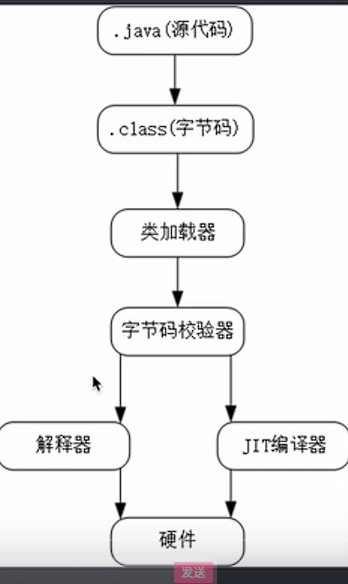 .java(源代码)
.class(字节码)
类加载器
字节码校验器
解释器
JIT编译器
硬件
发送